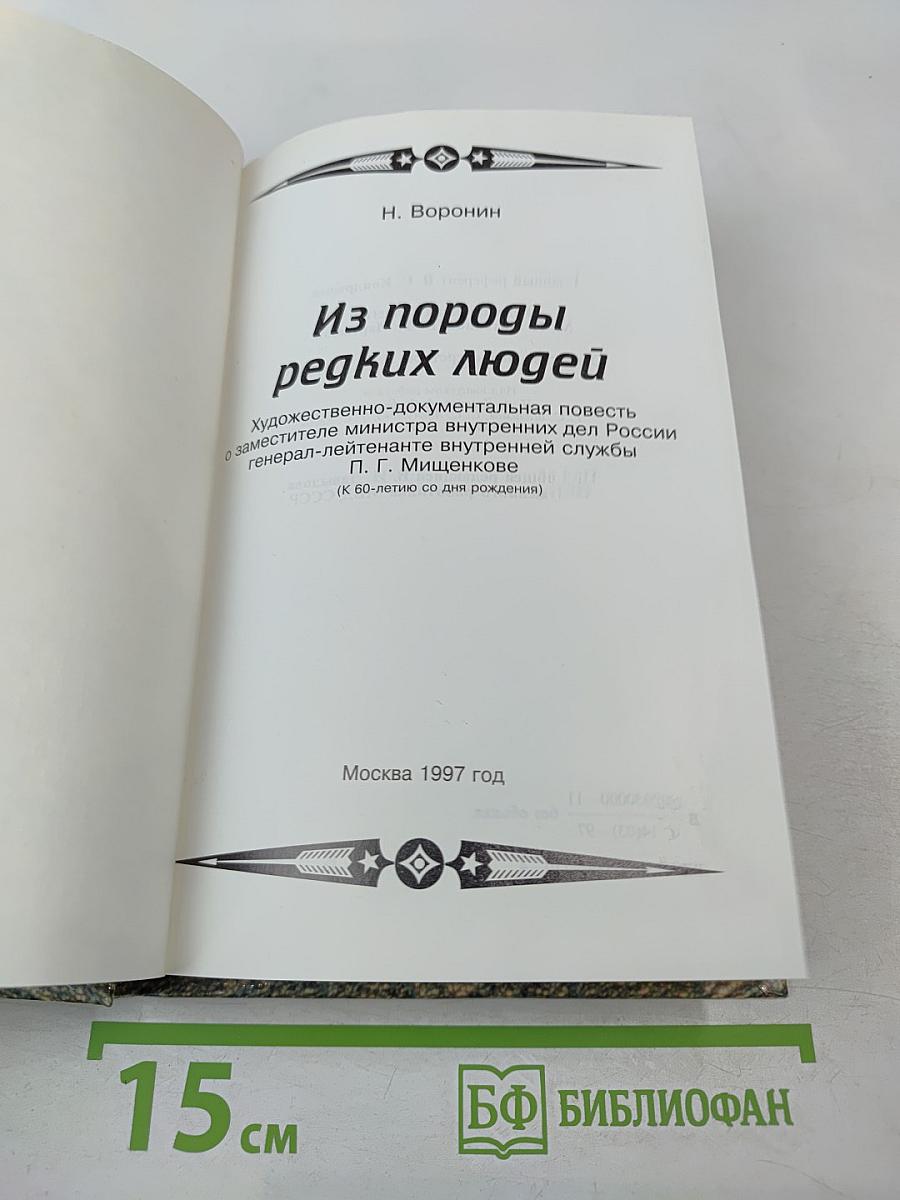 Н. Воронин
Из породы
редких людей
Художественно-документальная повесть
о заместителе министра внутренних дел России
генерал-лейтенанте внутренней службы
П. Г. Мищенкове
(К 60-летию со дня рождения)
Москва 1997 год
15 см
БФ БИБЛИОФАН